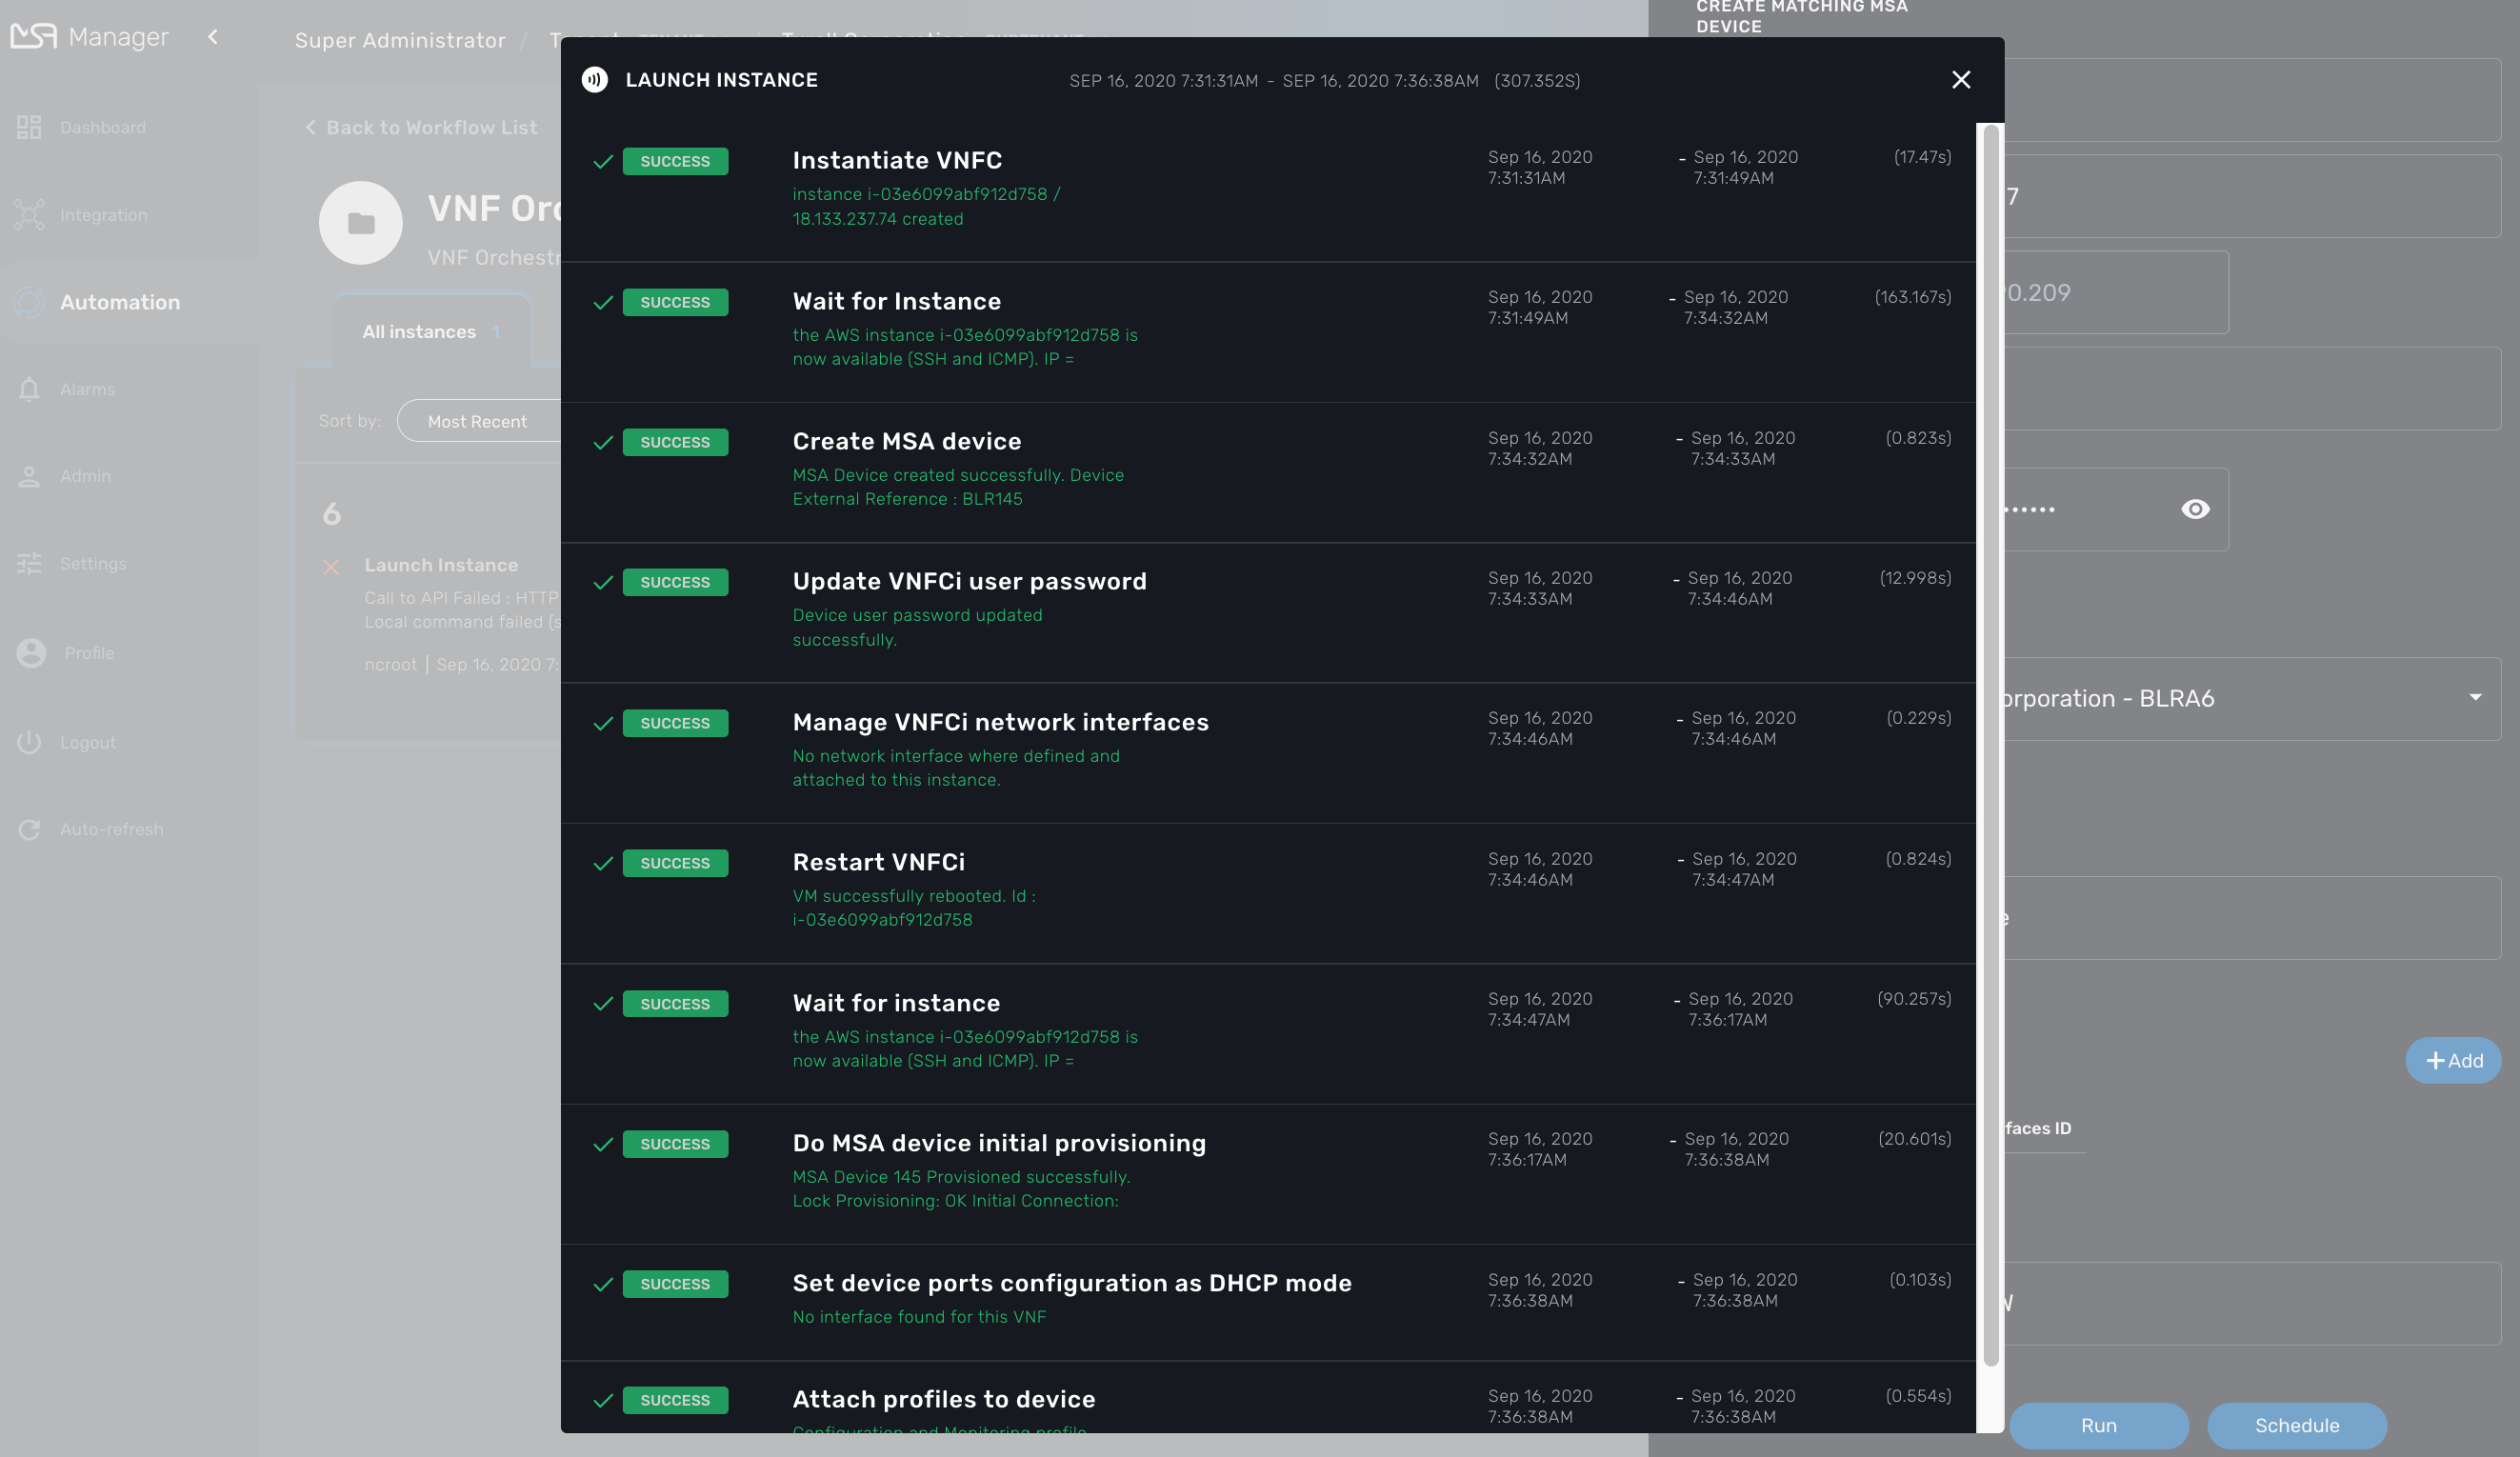 Manager
Super Administrator /
Dashboard
Integration
Automation
Alarms
Admin
Settings
Profile
Logout
Auto-refresh
Back to Workflow List
VNF
VNF
All instances 1
Sort by: Most Recent
6
Launch Instance
Call to API Failed : HTTP
Local command failed
ncroot | Sep 16, 2020 7:
LAUNCH INSTANCE
SEP 16, 2020 7:31:31AM - SEP 16, 2020 7:36:38AM (307.352S)
SUCCESS
Instantiate VNFC
instance i-03e6099abf912d758 /
18.133.237.74 created
Sep 16, 2020 - Sep 16, 2020 (17.47s)
7:31:31AM 7:31:49AM
SUCCESS
Wait for Instance
the AWS instance i-03e6099abf912d758 is
now available (SSH and ICMP). IP =
Sep 16, 2020 - Sep 16, 2020 (163.167s)
7:31:49AM 7:34:32AM
SUCCESS
Create MSA device
MSA Device created successfully. Device
External Reference : BLR145
Sep 16, 2020 - Sep 16, 2020 (0.823s)
7:34:32AM 7:34:33AM
SUCCESS
Update VNFCi user password
Device user password updated
successfully.
Sep 16, 2020 - Sep 16, 2020 (12.998s)
7:34:33AM 7:34:46AM
SUCCESS
Manage VNFCi network interfaces
No network interface where defined and
attached to this instance.
Sep 16, 2020 - Sep 16, 2020 (0.229s)
7:34:46AM 7:34:46AM
SUCCESS
Restart VNFCi
VM successfully rebooted. Id :
i-03e6099abf912d758
Sep 16, 2020 - Sep 16, 2020 (0.824s)
7:34:46AM 7:34:47AM
SUCCESS
Wait for instance
the AWS instance i-03e6099abf912d758 is
now available (SSH and ICMP). IP =
Sep 16, 2020 - Sep 16, 2020 (90.257s)
7:34:47AM 7:36:17AM
SUCCESS
Do MSA device initial provisioning
MSA Device 145 Provisioned successfully.
Lock Provisioning: OK Initial Connection:
Sep 16, 2020 - Sep 16, 2020 (20.601s)
7:36:17AM 7:36:38AM
SUCCESS
Set device ports configuration as DHCP mode
No interface found for this VNF
Sep 16, 2020 - Sep 16, 2020 (0.103s)
7:36:38AM 7:36:38AM
SUCCESS
Attach profiles to device
Configuration and Monitoring profile
Sep 16, 2020 - Sep 16, 2020 (0.554s)
7:36:38AM 7:36:38AM
CREATE MATCHING MSA
DEVICE
7
0.209
orporation - BLRA6
e
+ Add
faces ID
Run
Schedule